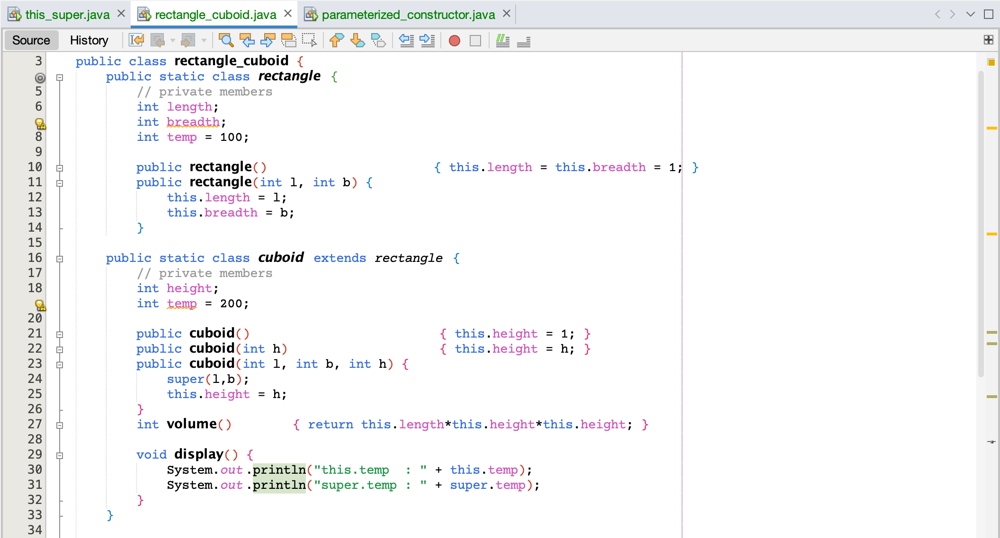 this_super.java rectangle_cuboid.java parameterized_constructor.java
Source History
3 public class rectangle_cuboid {
public static class rectangle {
5 // private members
6 int length;
int breadth;
8 int temp = 100;
9
10 public rectangle() { this.length = this.breadth = 1; }
11 public rectangle(int l, int b) {
12 this.length = l;
13 this.breadth = b;
14 }
15
16 public static class cuboid extends rectangle {
17 // private members
18 int height;
int temp = 200;
20
21 public cuboid() { this.height = 1; }
22 public cuboid(int h) { this.height = h; }
23 public cuboid(int l, int b, int h) {
24 super(l,b);
25 this.height = h;
26 }
27 int volume() { return this.length*this.height*this.height; }
28
29 void display() {
30 System.out.println("this.temp  : " + this.temp);
31 System.out.println("super.temp : " + super.temp);
32 }
33 }
34